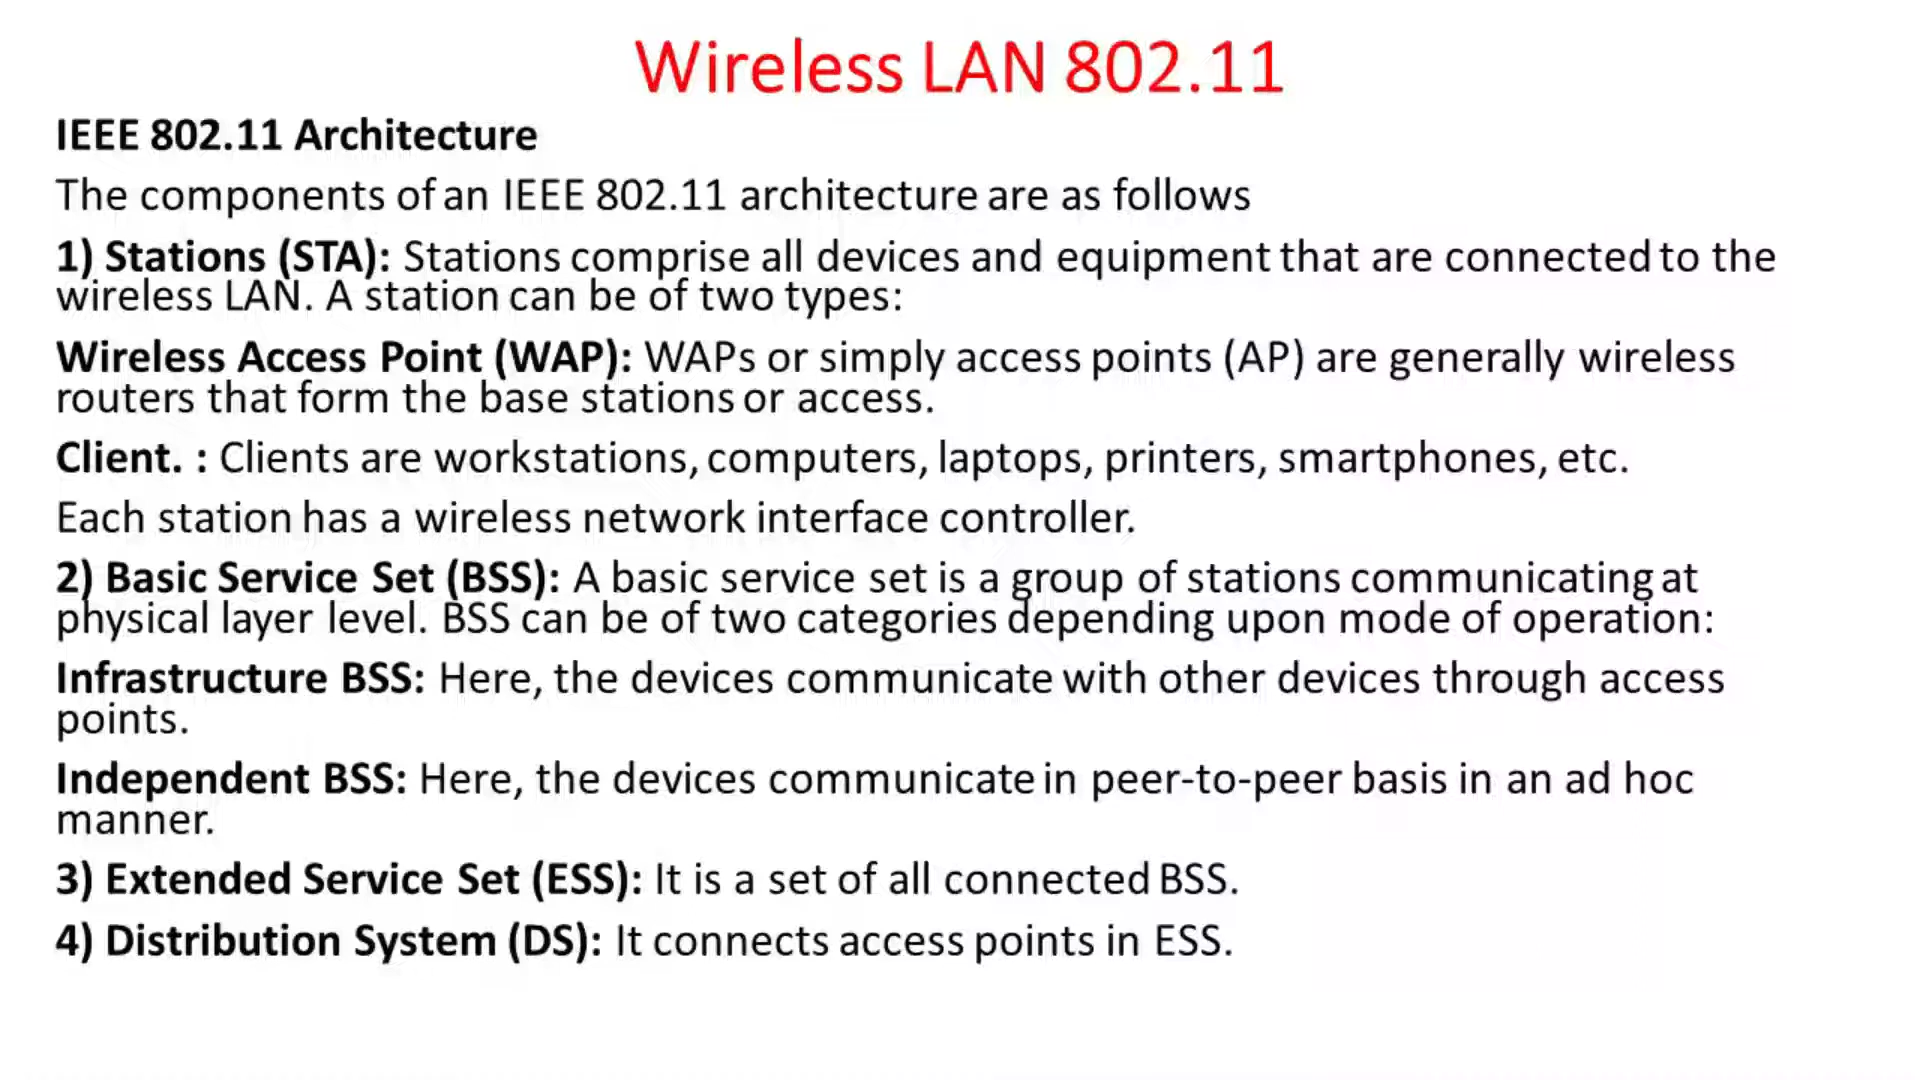 Wireless LAN 802.11
IEEE 802.11 Architecture
The components of an IEEE 802.11 architecture are as follows
1) Stations (STA): Stations comprise all devices and equipment that are connected to the
wireless LAN. A station can be of two types:
Wireless Access Point (WAP): WAPs or simply access points (AP) are generally wireless
routers that form the base stations or access.
Client. : Clients are workstations, computers, laptops, printers, smartphones, etc.
Each station has a wireless network interface controller.
2) Basic Service Set (BSS): A basic service set is a group of stations communicating at
physical layer level. BSS can be of two categories depending upon mode of operation:
Infrastructure BSS: Here, the devices communicate with other devices through access
points.
Independent BSS: Here, the devices communicate in peer-to-peer basis in an ad hoc
manner.
3) Extended Service Set (ESS): It is a set of all connected BSS.
4) Distribution System (DS): It connects access points in ESS.